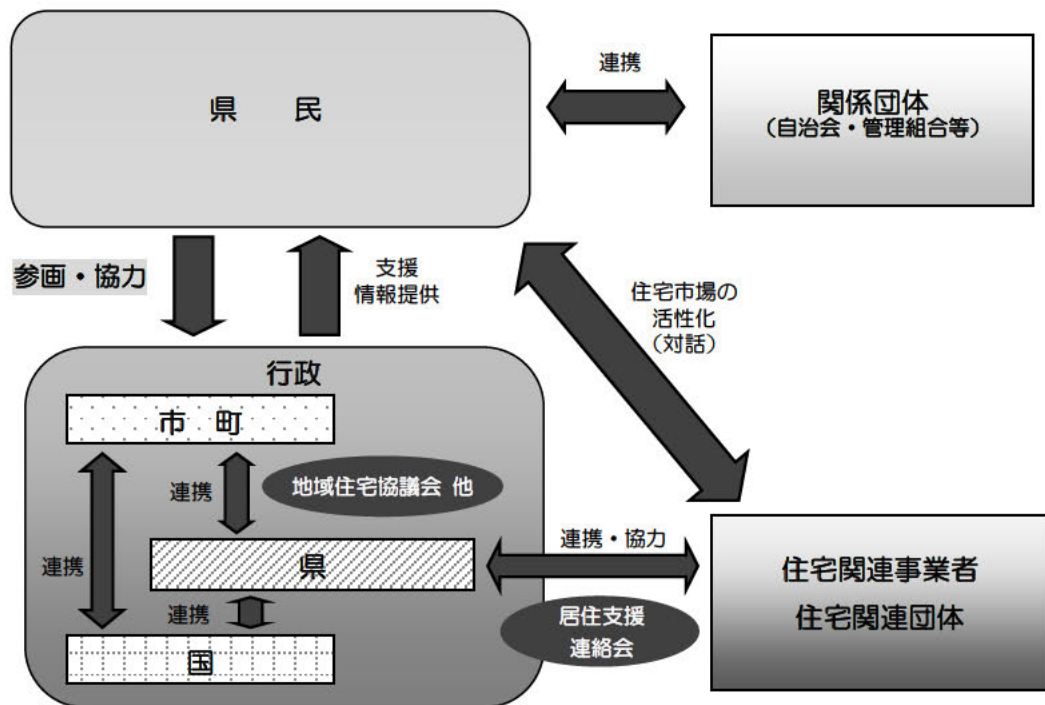 県　民
連携
関係団体
（自治会・管理組合等）
参画・協力
支援
情報提供
住宅市場の
活性化
（対話）
行政
市　町
連携
地域住宅協議会 他
連携
県
連携・協力
連携
居住支援
連絡会
国
住宅関連事業者
住宅関連団体